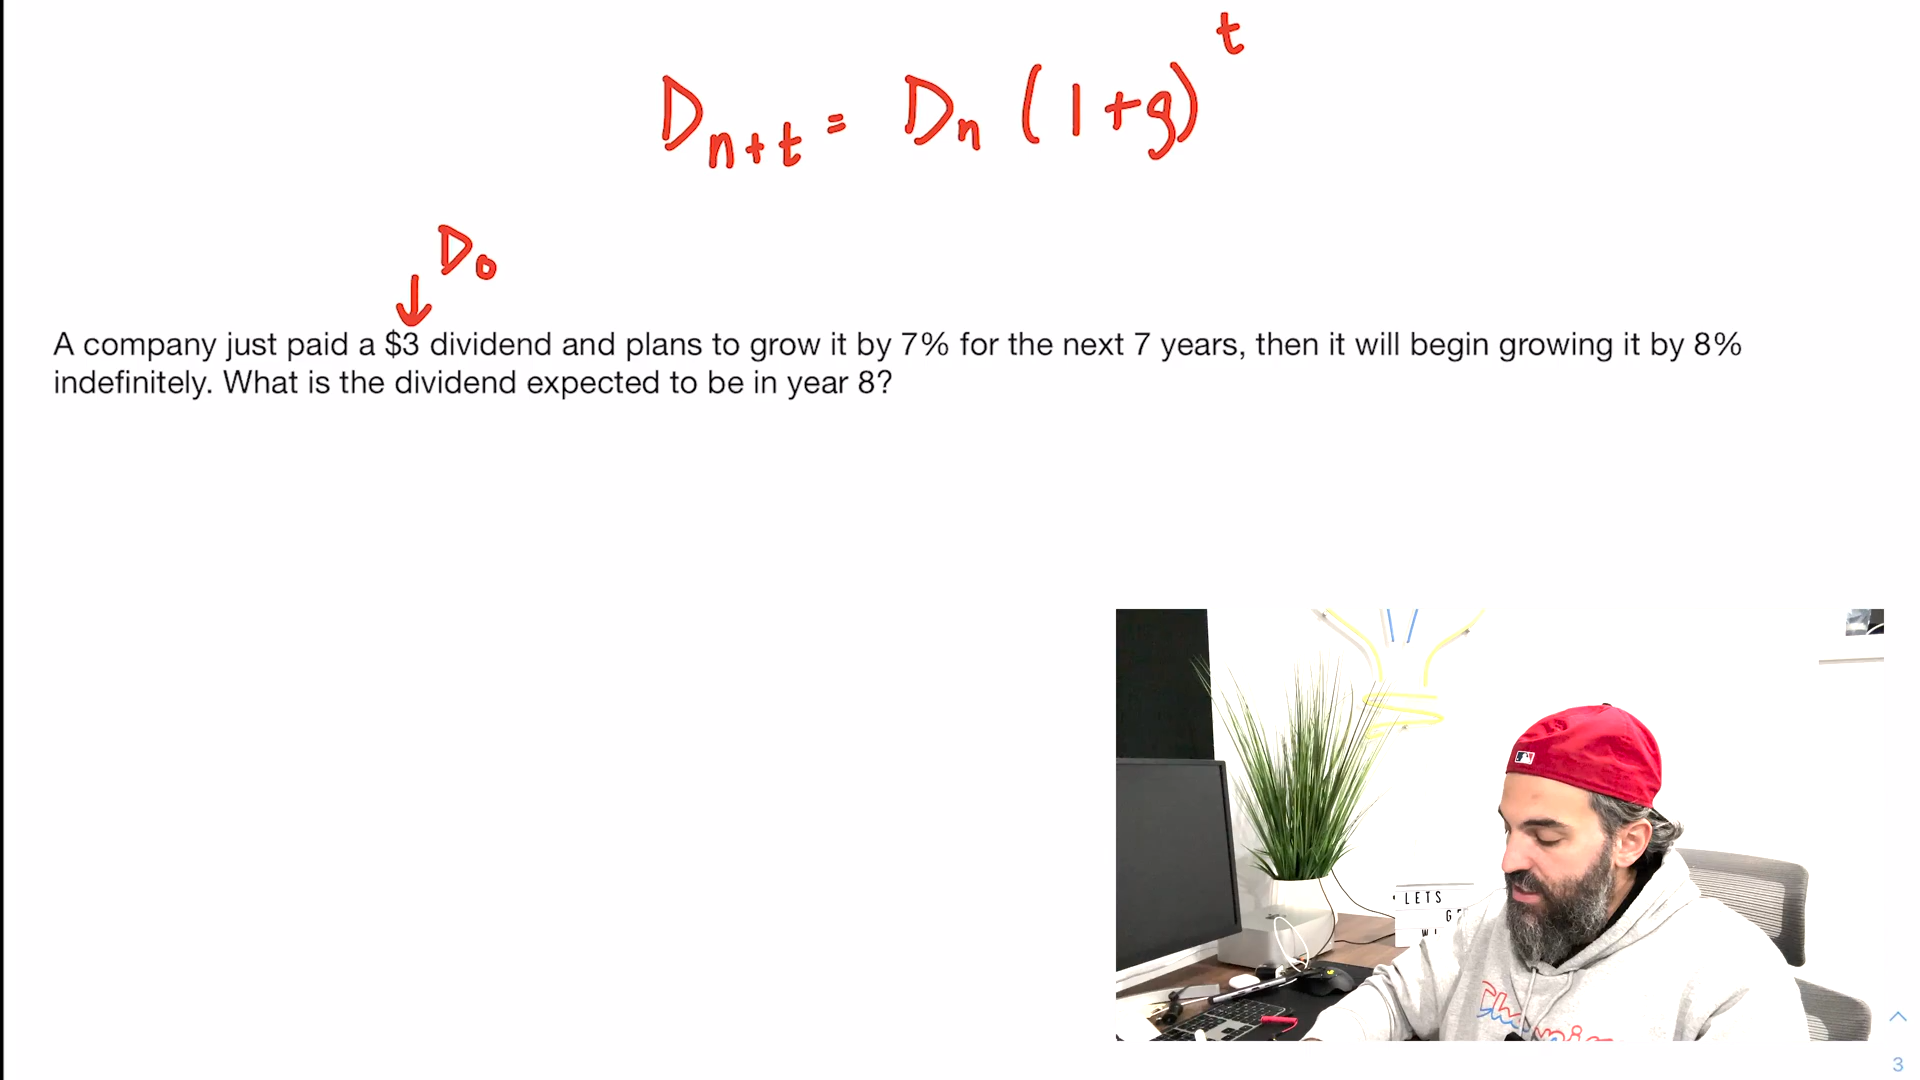 t
Dn+t = Dn (1+g)
D0
A company just paid a $3 dividend and plans to grow it by 7% for the next 7 years, then it will begin growing it by 8%
indefinitely. What is the dividend expected to be in year 8?
LETS
3